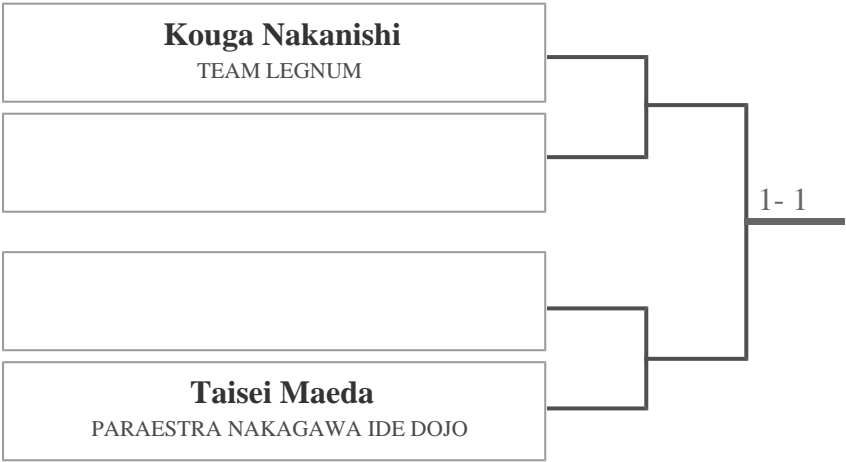 Kouga Nakanishi
TEAM LEGNUM
1- 1
Taisei Maeda
PARAESTRA NAKAGAWA IDE DOJO